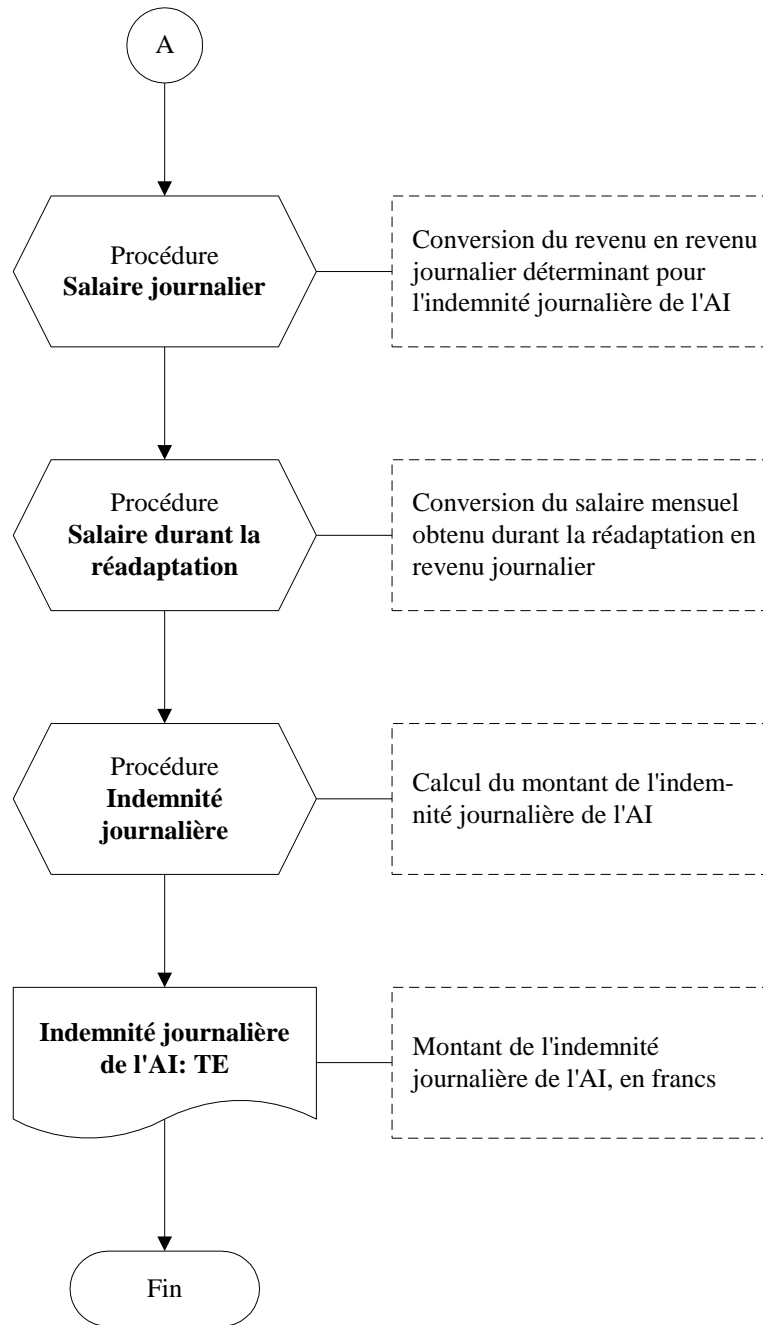 A
Procédure
Salaire journalier
Conversion du revenu en revenu
journalier déterminant pour
l'indemnité journalière de l'AI
Procédure
Salaire durant la
réadaptation
Conversion du salaire mensuel
obtenu durant la réadaptation en
revenu journalier
Procédure
Indemnité
journalière
Calcul du montant de l'indem-
nité journalière de l'AI
Indemnité journalière
de l'AI: TE
Montant de l'indemnité
journalière de l'AI, en francs
Fin